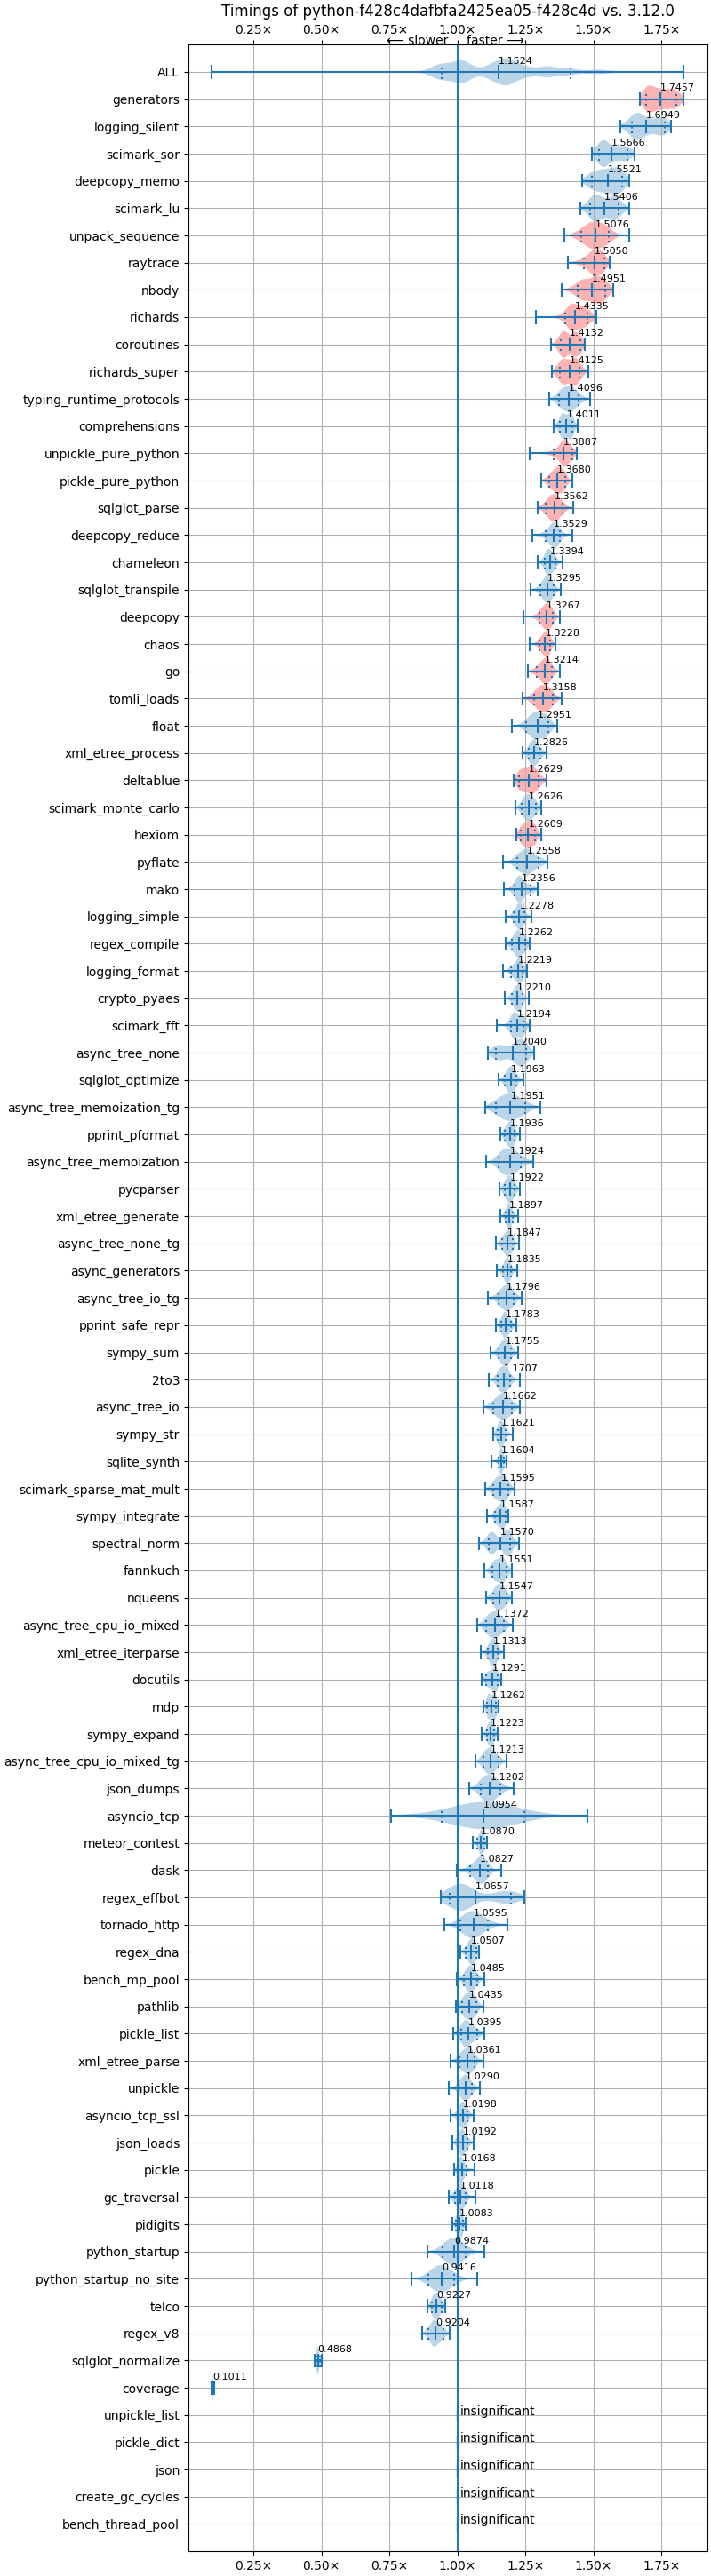 Timings of python-f428c4dafbfa2425ea05-f428c4d vs. 3.12.0
0.25× 0.50× 0.75× 1.00× 1.25× 1.50× 1.75×
⟵ slower faster ⟶
ALL 1.1524
generators 1.7457
logging_silent 1.6949
scimark_sor 1.5666
deepcopy_memo 1.5521
scimark_lu 1.5406
unpack_sequence 1.5076
raytrace 1.5050
nbody 1.4951
richards 1.4335
coroutines 1.4132
richards_super 1.4125
typing_runtime_protocols 1.4096
comprehensions 1.4011
unpickle_pure_python 1.3887
pickle_pure_python 1.3680
sqlglot_parse 1.3562
deepcopy_reduce 1.3529
chameleon 1.3394
sqlglot_transpile 1.3295
deepcopy 1.3267
chaos 1.3228
go 1.3214
tomli_loads 1.3158
float 1.2951
xml_etree_process 1.2826
deltablue 1.2629
scimark_monte_carlo 1.2626
hexiom 1.2609
pyflate 1.2558
mako 1.2356
logging_simple 1.2278
regex_compile 1.2262
logging_format 1.2219
crypto_pyaes 1.2210
scimark_fft 1.2194
async_tree_none 1.2040
sqlglot_optimize 1.1963
async_tree_memoization_tg 1.1951
pprint_pformat 1.1936
async_tree_memoization 1.1924
pycparser 1.1922
xml_etree_generate 1.1897
async_tree_none_tg 1.1847
async_generators 1.1835
async_tree_io_tg 1.1796
pprint_safe_repr 1.1783
sympy_sum 1.1755
2to3 1.1707
async_tree_io 1.1662
sympy_str 1.1621
sqlite_synth 1.1604
scimark_sparse_mat_mult 1.1595
sympy_integrate 1.1587
spectral_norm 1.1570
fannkuch 1.1551
nqueens 1.1547
async_tree_cpu_io_mixed 1.1372
xml_etree_iterparse 1.1313
docutils 1.1291
mdp 1.1262
sympy_expand 1.1223
async_tree_cpu_io_mixed_tg 1.1213
json_dumps 1.1202
asyncio_tcp 1.0954
meteor_contest 1.0870
dask 1.0827
regex_effbot 1.0657
tornado_http 1.0595
regex_dna 1.0507
bench_mp_pool 1.0485
pathlib 1.0435
pickle_list 1.0395
xml_etree_parse 1.0361
unpickle 1.0290
asyncio_tcp_ssl 1.0198
json_loads 1.0192
pickle 1.0168
gc_traversal 1.0118
pidigits 1.0083
python_startup 0.9874
python_startup_no_site 0.9416
telco 0.9227
regex_v8 0.9204
sqlglot_normalize 0.4868
coverage 0.1011
unpickle_list insignificant
pickle_dict insignificant
json insignificant
create_gc_cycles insignificant
bench_thread_pool insignificant
0.25× 0.50× 0.75× 1.00× 1.25× 1.50× 1.75×